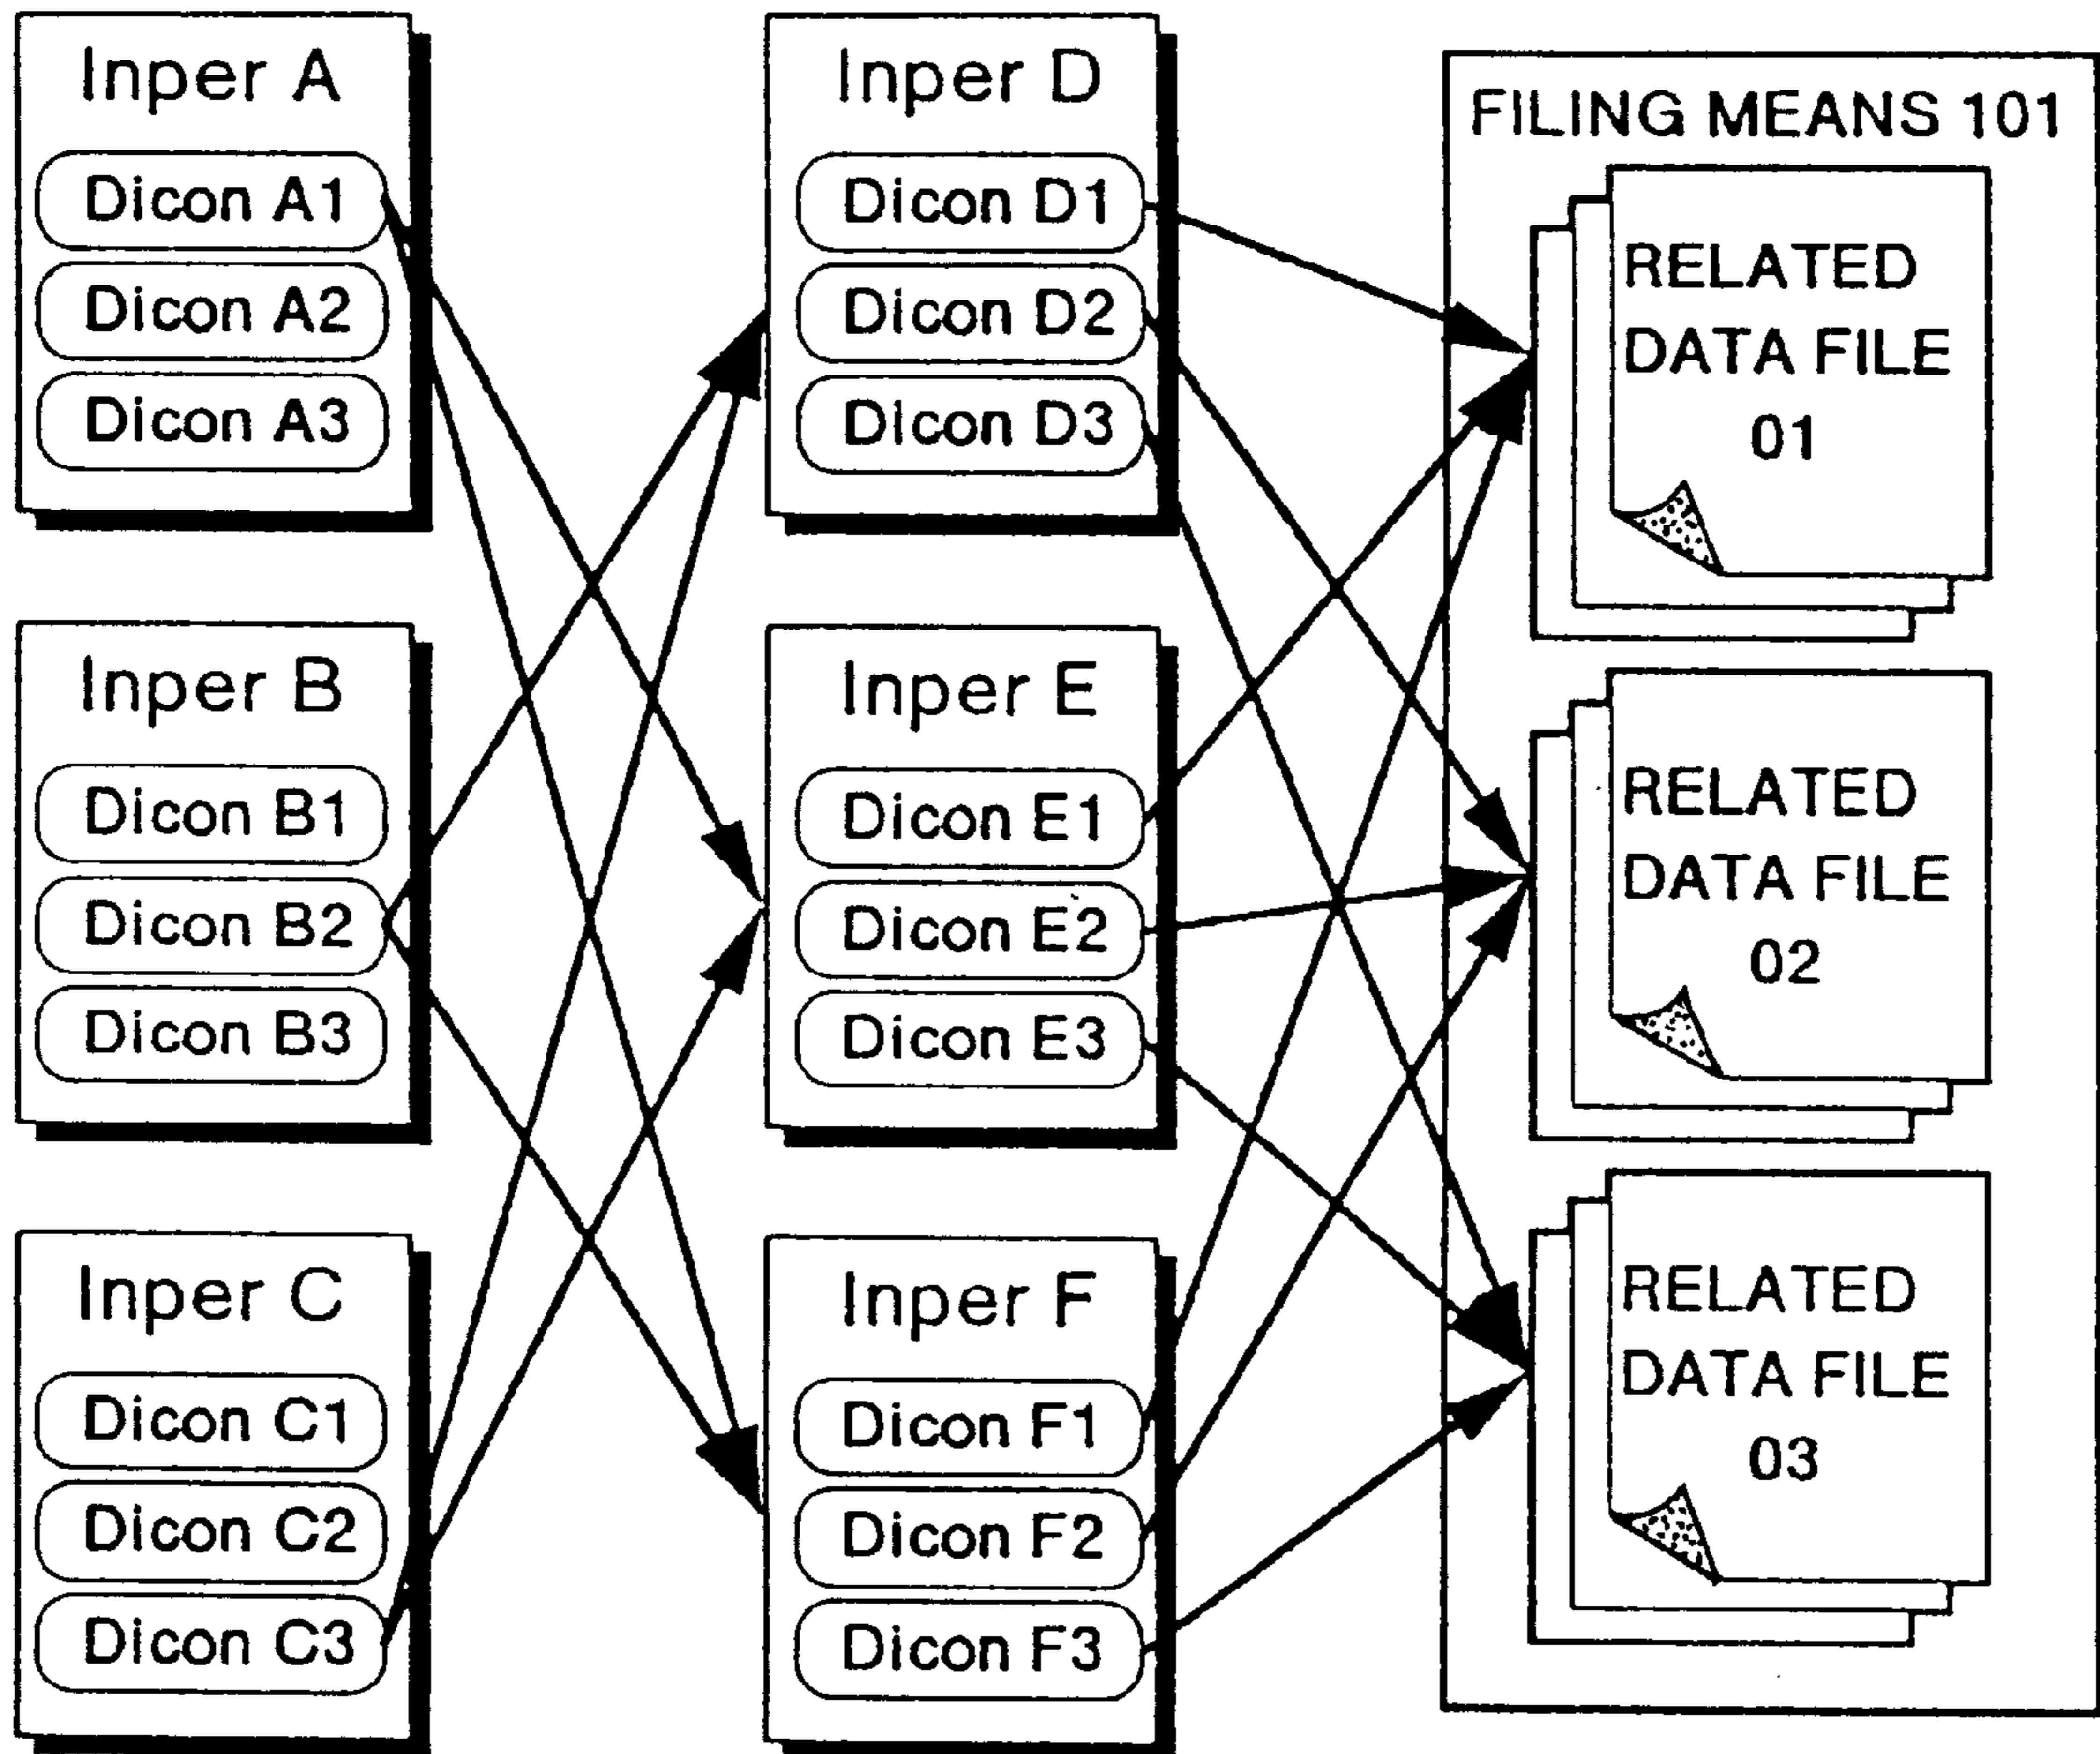 Inper A
Dicon A1
Dicon A2
Dicon A3
Inper B
Dicon B1
Dicon B2
Dicon B3
Inper C
Dicon C1
Dicon C2
Dicon C3
Inper D
Dicon D1
Dicon D2
Dicon D3
Inper E
Dicon E1
Dicon E2
Dicon E3
Inper F
Dicon F1
Dicon F2
Dicon F3
FILING MEANS 101
RELATED
DATA FILE
01
RELATED
DATA FILE
02
RELATED
DATA FILE
03